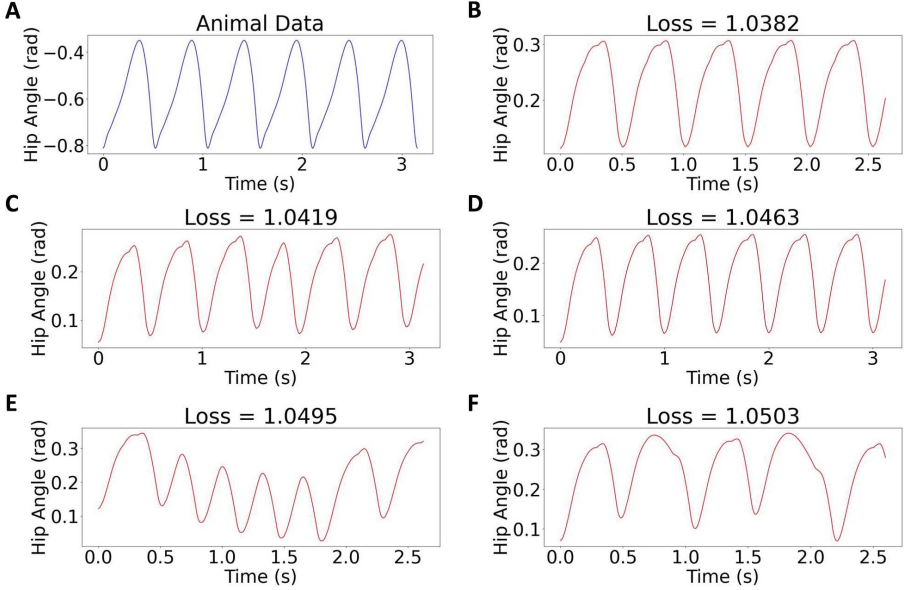 A
Animal Data
Hip Angle (rad)
−0.4
−0.6
−0.8
0
1
2
3
Time (s)
B
Loss = 1.0382
Hip Angle (rad)
0.3
0.2
0.0
0.5
1.0
1.5
2.0
2.5
Time (s)
C
Loss = 1.0419
Hip Angle (rad)
0.2
0.1
0
1
2
3
Time (s)
D
Loss = 1.0463
Hip Angle (rad)
0.2
0.1
0
1
2
3
Time (s)
E
Loss = 1.0495
Hip Angle (rad)
0.3
0.2
0.1
0.0
0.5
1.0
1.5
2.0
2.5
Time (s)
F
Loss = 1.0503
Hip Angle (rad)
0.3
0.2
0.1
0.0
0.5
1.0
1.5
2.0
2.5
Time (s)